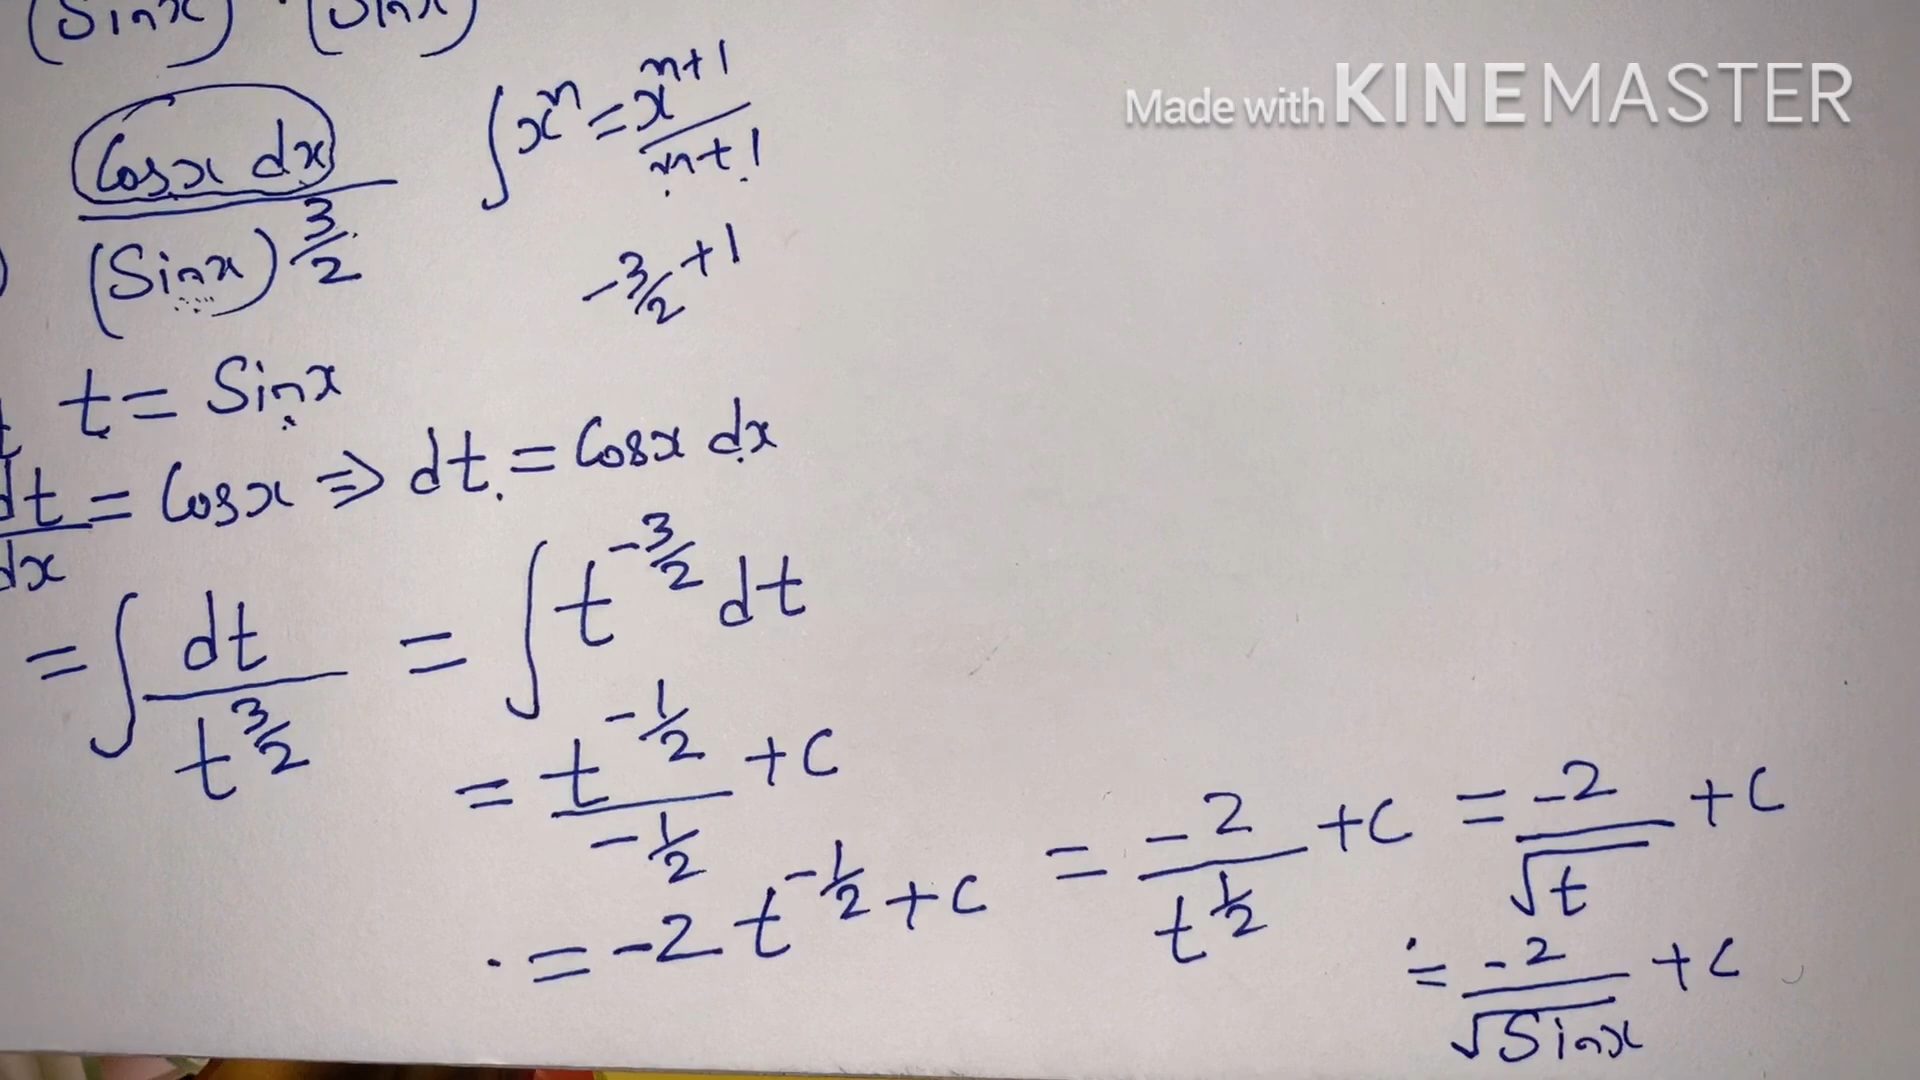 (Sinx) · (Sinx)
Made with KINEMASTER
Cosx dx / (Sinx)^3/2
∫x^n = x^n+1 / n+1
-3/2 +1
t = Sinx
dt/dx = Cosx ⇒ dt = Cosx dx
= ∫ dt / t^3/2 = ∫ t^-3/2 dt
= t^-1/2 / -1/2 + C
= -2 t^-1/2 + C = -2 / t^1/2 + C = -2 / √t + C
= -2 / √Sinx + C